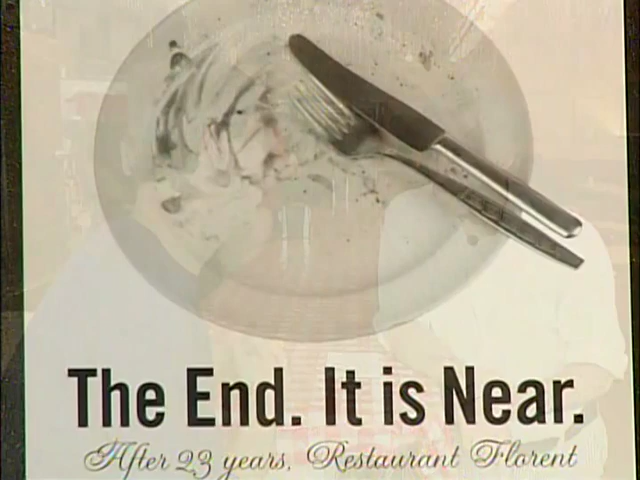 The End. It is Near.
After 23 years, Restaurant Florent